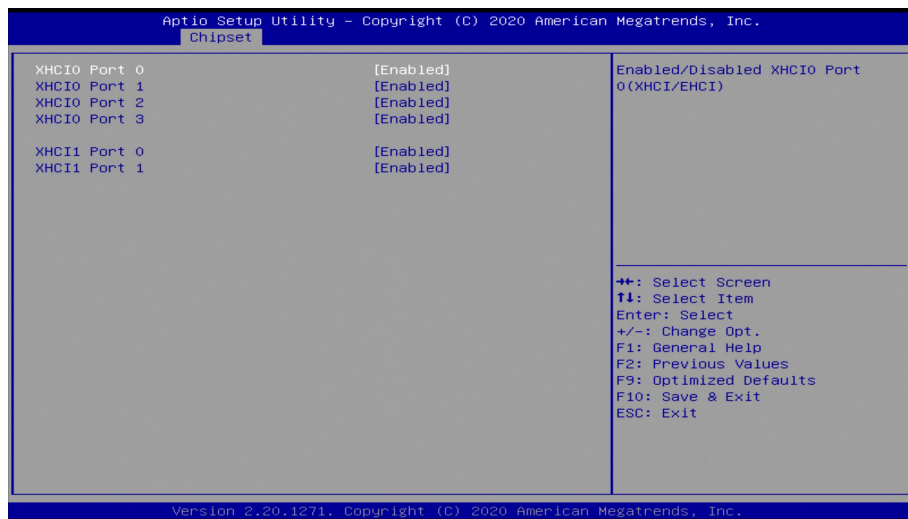 Aptio Setup Utility – Copyright (C) 2020 American Megatrends, Inc.
Chipset
XHCI0 Port 0 [Enabled]
XHCI0 Port 1 [Enabled]
XHCI0 Port 2 [Enabled]
XHCI0 Port 3 [Enabled]
XHCI1 Port 0 [Enabled]
XHCI1 Port 1 [Enabled]
Enabled/Disabled XHCI0 Port
0(XHCI/EHCI)
→←: Select Screen
↑↓: Select Item
Enter: Select
+/-: Change Opt.
F1: General Help
F2: Previous Values
F9: Optimized Defaults
F10: Save & Exit
ESC: Exit
Version 2.20.1271. Copyright (C) 2020 American Megatrends, Inc.